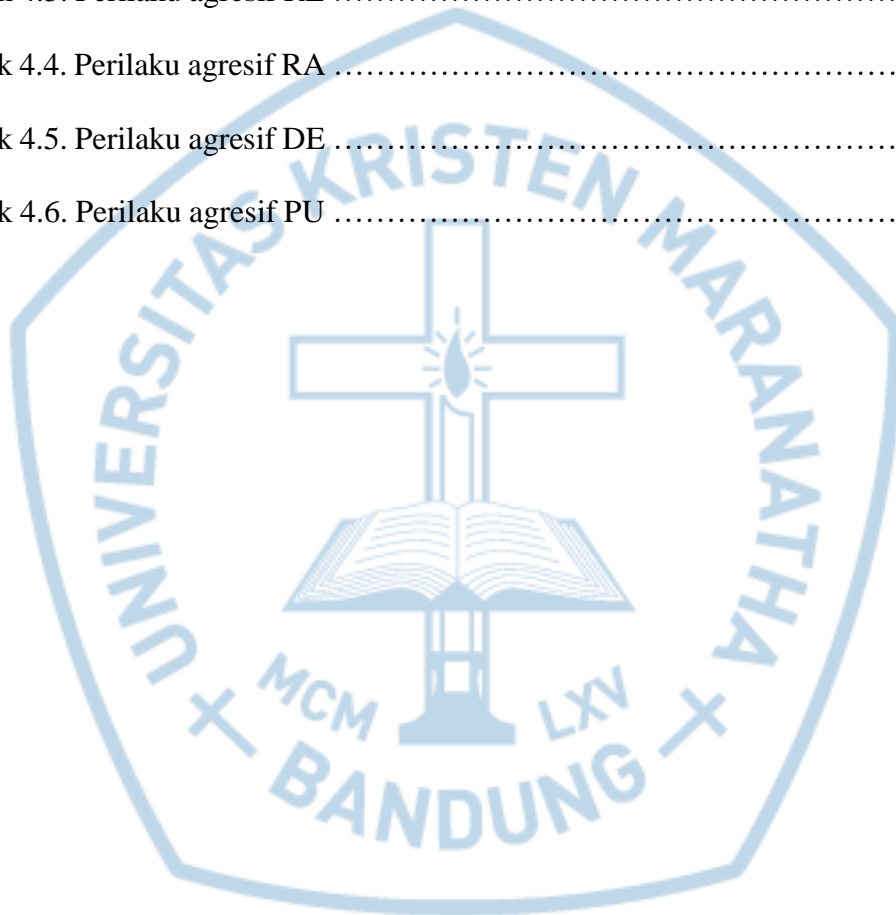 k 4.4. Perilaku agresif RA ……………………………………………………
k 4.5. Perilaku agresif DE ……………………………………………………
k 4.6. Perilaku agresif PU ……………………………………………………
UNIVERSITAS KRISTEN MARANATHA
MCM LXV
BANDUNG